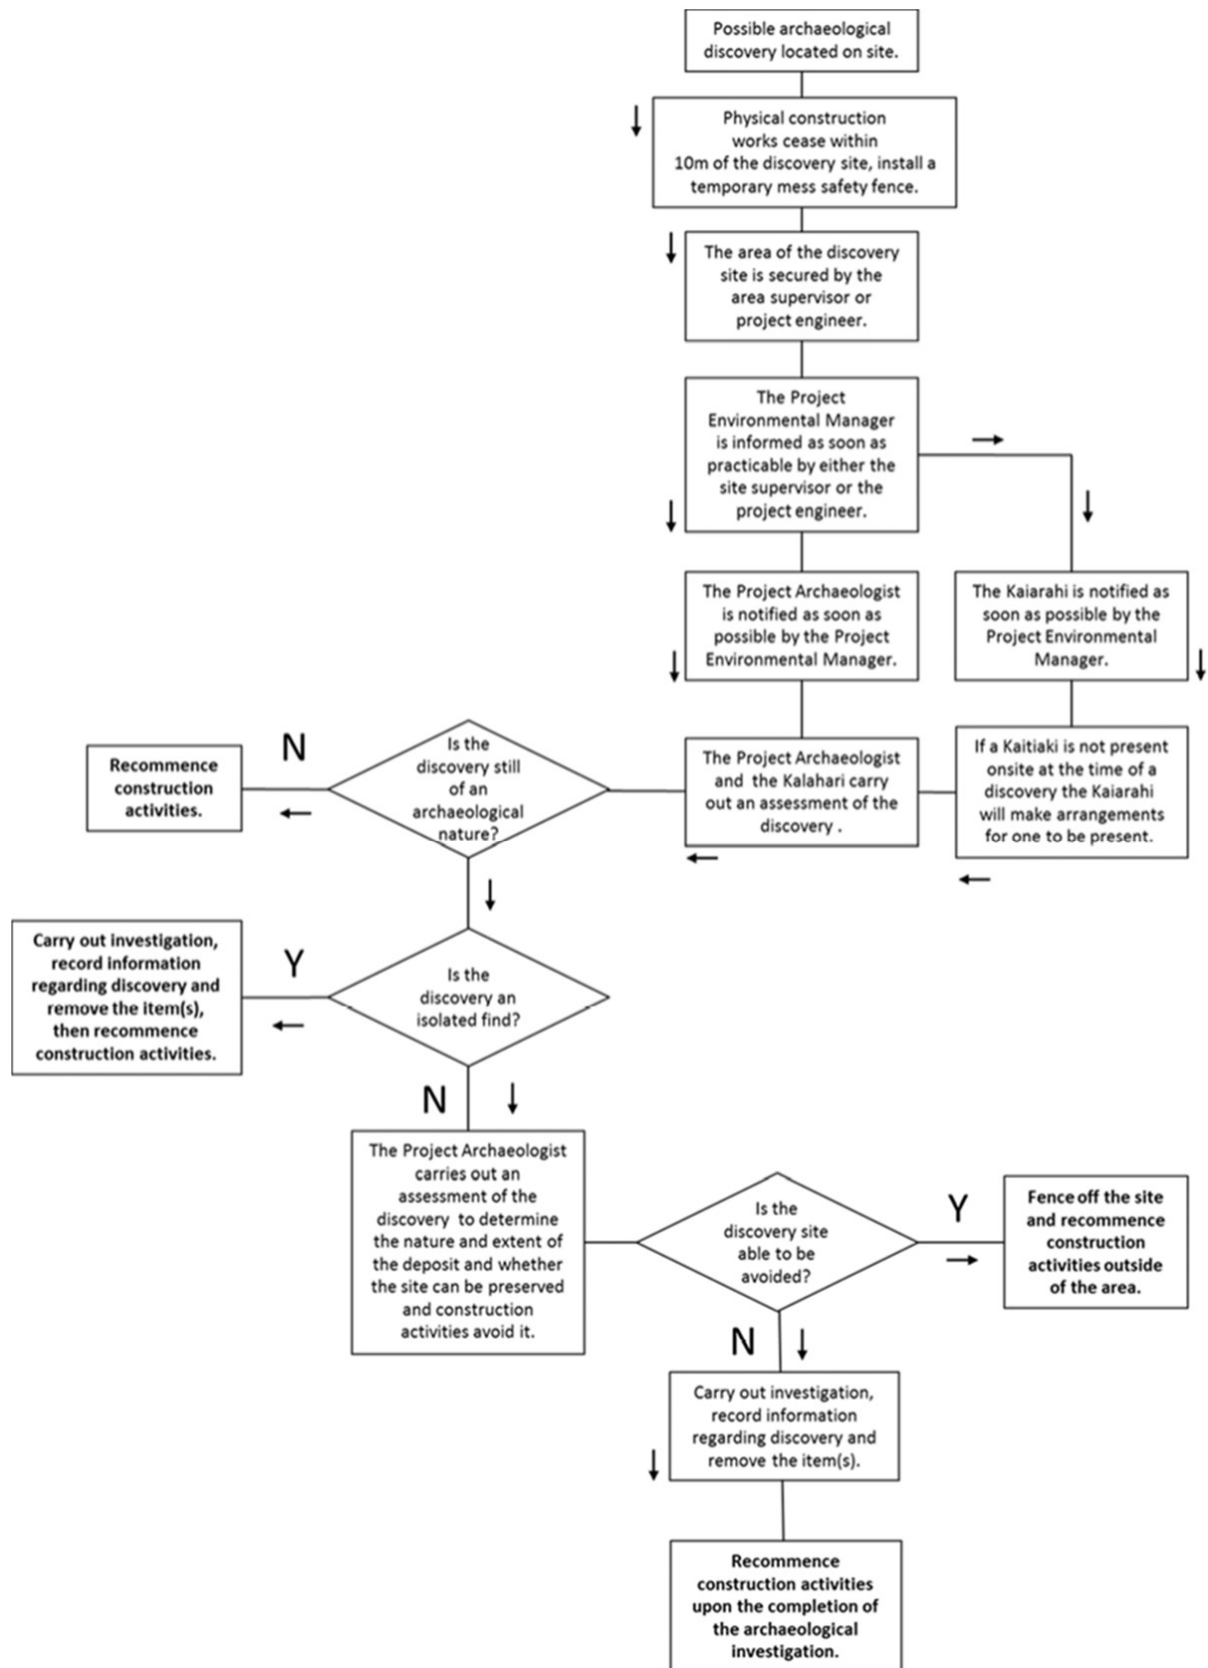 Possible archaeological
discovery located on site.
Physical construction
works cease within
10m of the discovery site, install a
temporary mess safety fence.
The area of the discovery
site is secured by the
area supervisor or
project engineer.
The Project
Environmental Manager
is informed as soon as
practicable by either the
site supervisor or the
project engineer.
The Project Archaeologist
is notified as soon as
possible by the Project
Environmental Manager.
The Kaiarahi is notified as
soon as possible by the
Project Environmental
Manager.
If a Kaitiaki is not present
onsite at the time of a
discovery the Kaiarahi
will make arrangements
for one to be present.
The Project Archaeologist
and the Kalahari carry
out an assessment of the
discovery .
Is the
discovery still
of an
archaeological
nature?
N
Recommence
construction
activities.
Is the
discovery an
isolated find?
Y
Carry out investigation,
record information
regarding discovery and
remove the item(s),
then recommence
construction activities.
N
The Project Archaeologist
carries out an
assessment of the
discovery to determine
the nature and extent of
the deposit and whether
the site can be preserved
and construction
activities avoid it.
Is the
discovery site
able to be
avoided?
Y
Fence off the site
and recommence
construction
activities outside
of the area.
N
Carry out investigation,
record information
regarding discovery and
remove the item(s).
Recommence
construction activities
upon the completion of
the archaeological
investigation.